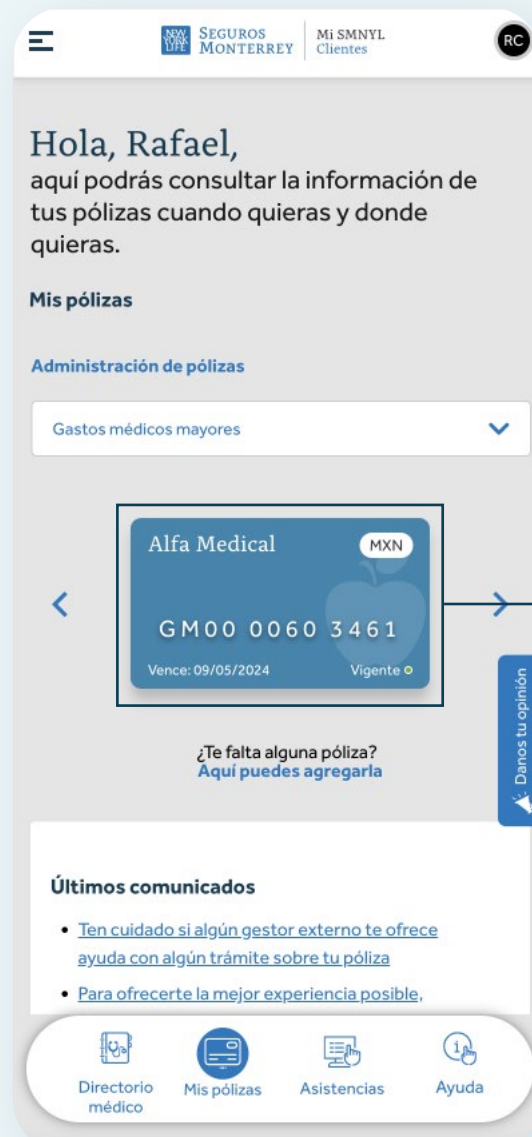 NEW YORK LIFE
SEGUROS MONTERREY
Mi SMNYL
Clientes
RC
Hola, Rafael,
aquí podrás consultar la información de
tus pólizas cuando quieras y donde
quieras.
Mis pólizas
Administración de pólizas
Gastos médicos mayores
Alfa Medical
MXN
GM00 0060 3461
Vence: 09/05/2024
Vigente
Danos tu opinión
¿Te falta alguna póliza?
Aquí puedes agregarla
Últimos comunicados
Ten cuidado si algún gestor externo te ofrece
ayuda con algún trámite sobre tu póliza
Para ofrecerte la mejor experiencia posible,
Directorio
médico
Mis pólizas
Asistencias
Ayuda